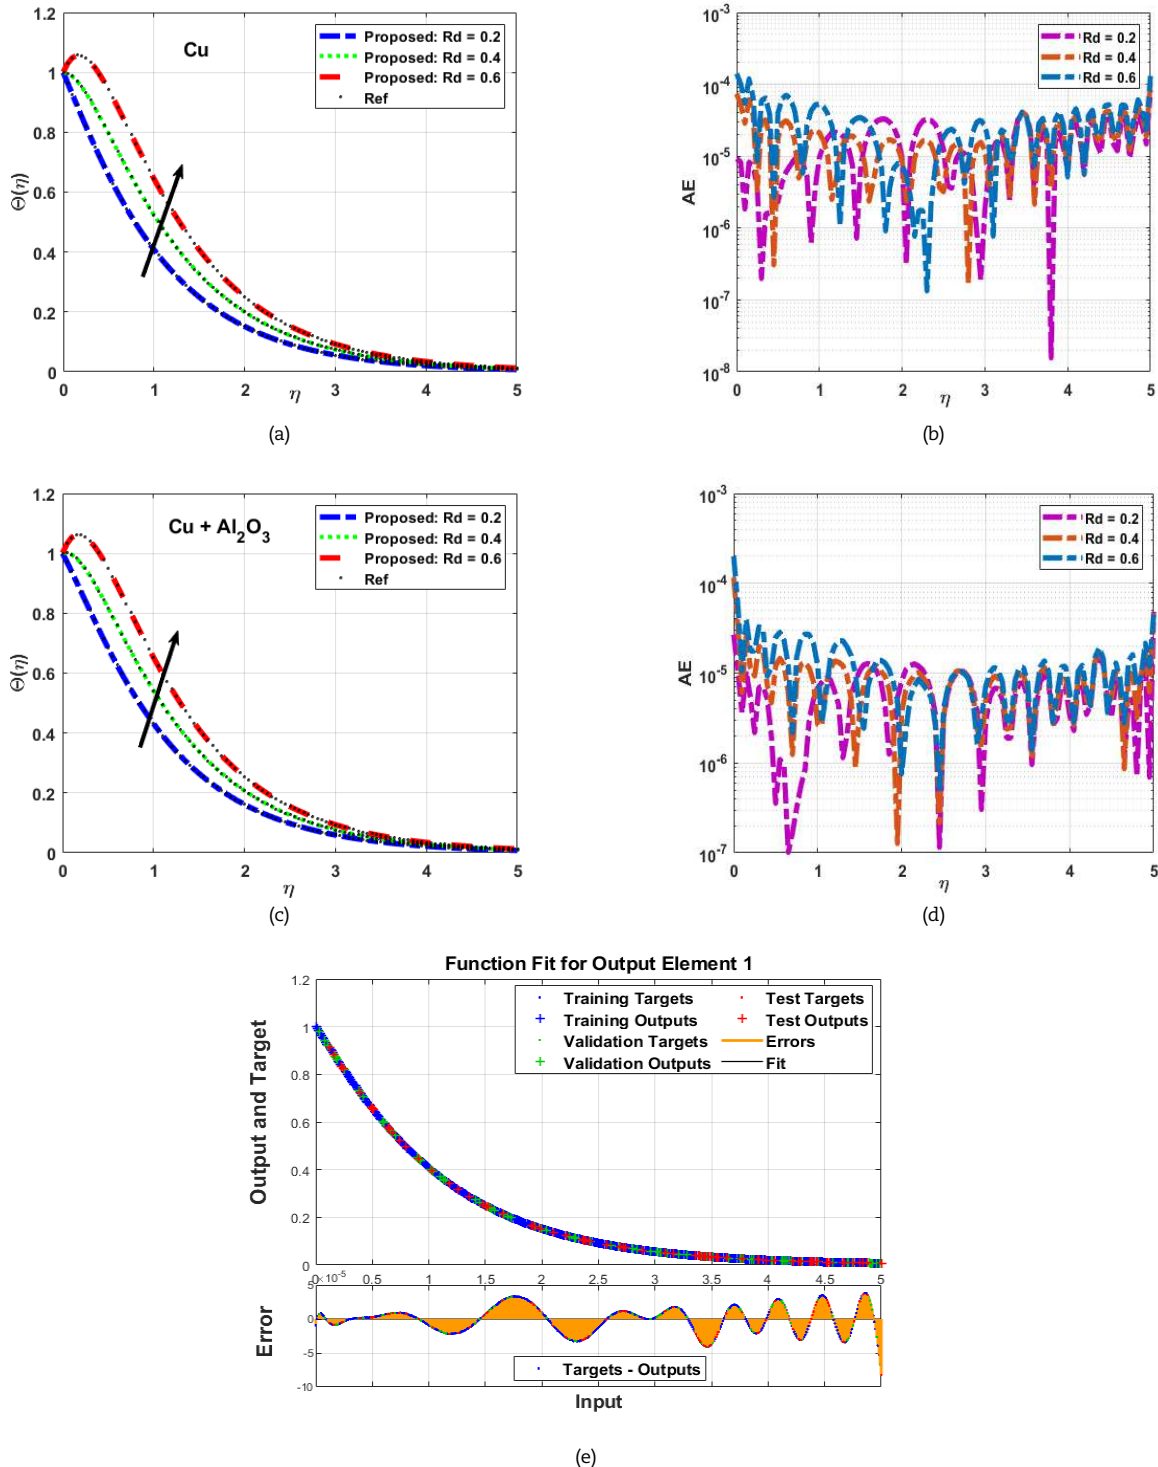 1.2
1
0.8
0.6
0.4
0.2
0
Θ(η)
Cu
Proposed: Rd = 0.2
Proposed: Rd = 0.4
Proposed: Rd = 0.6
Ref
0 1 2 3 4 5
η
(a)
10-3
10-4
10-5
10-6
10-7
10-8
AE
Rd = 0.2
Rd = 0.4
Rd = 0.6
0 1 2 3 4 5
η
(b)
1.2
1
0.8
0.6
0.4
0.2
0
Θ(η)
Cu + Al2O3
Proposed: Rd = 0.2
Proposed: Rd = 0.4
Proposed: Rd = 0.6
Ref
0 1 2 3 4 5
η
(c)
10-3
10-4
10-5
10-6
10-7
AE
Rd = 0.2
Rd = 0.4
Rd = 0.6
0 1 2 3 4 5
η
(d)
Function Fit for Output Element 1
1.2
1
0.8
0.6
0.4
0.2
0
Output and Target
Training Targets
Training Outputs
Validation Targets
Validation Outputs
Test Targets
Test Outputs
Errors
Fit
0 0.5 1 1.5 2 2.5 3 3.5 4 4.5 5
×10-5
5
0
-5
-10
Error
Targets - Outputs
Input
(e)